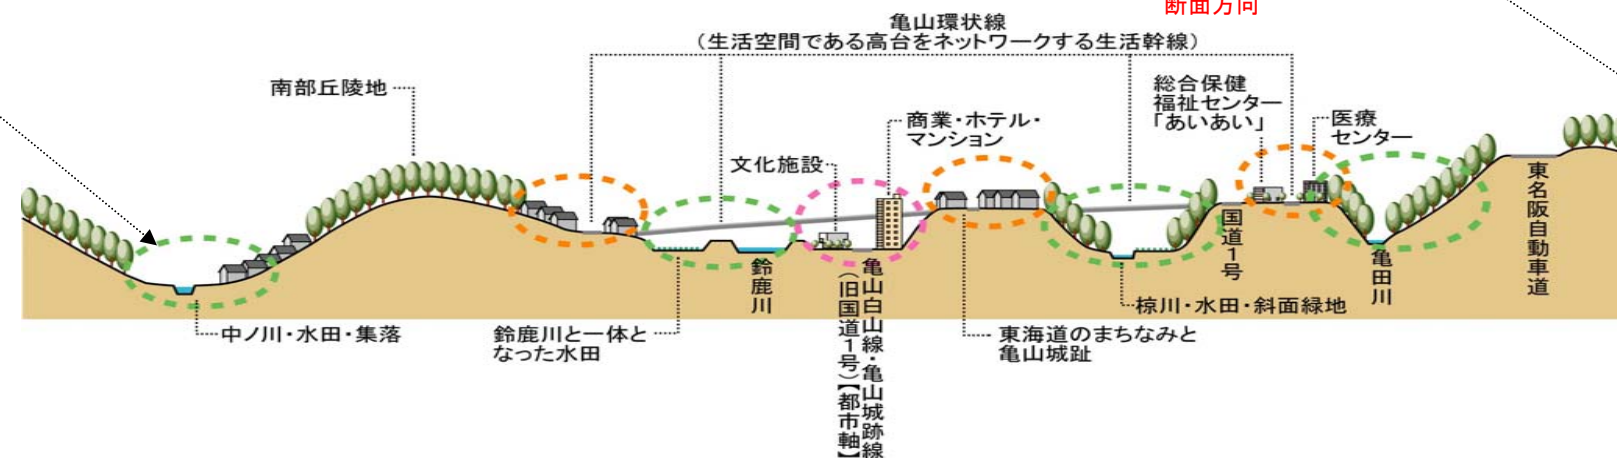 断面方向
亀山環状線
(生活空間である高台をネットワークする生活幹線)
南部丘陵地
総合保健
福祉センター
「あいあい」
商業・ホテル・
マンション
医療
センター
文化施設
東名阪自動車道
国道1号
鈴鹿川
亀田川
亀山白山線・亀山城跡線
(旧国道1号)【都市軸】
椋川・水田・斜面緑地
中ノ川・水田・集落
鈴鹿川と一体と
なった水田
東海道のまちなみと
亀山城趾